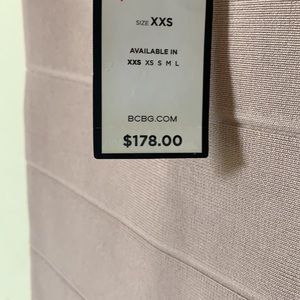 SIZE XXS
AVAILABLE IN
XXS XS S M L
BCBG.COM
$178.00